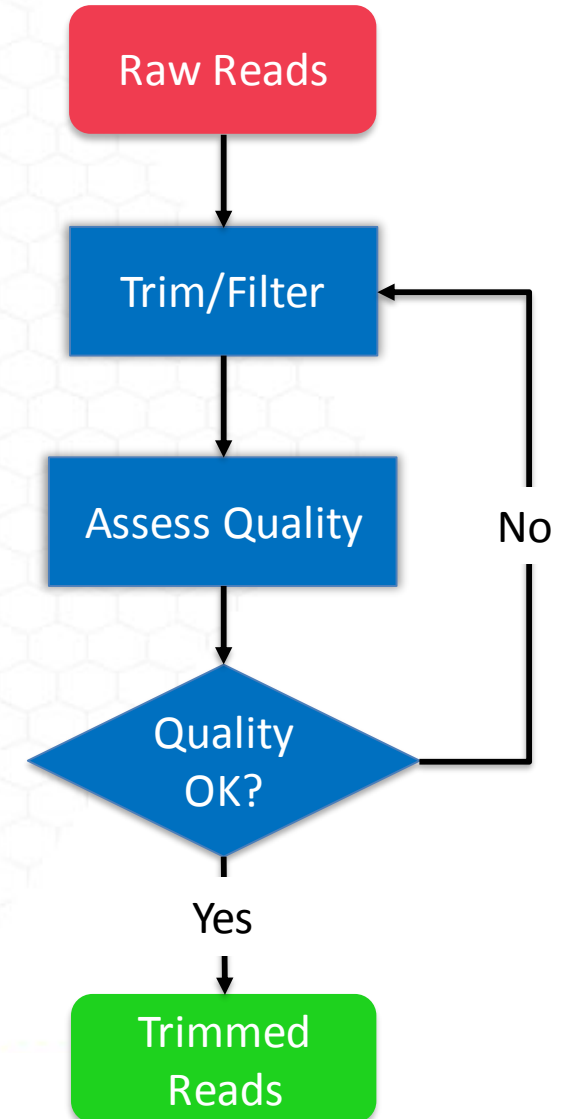 Raw Reads
Trim/Filter
Assess Quality
No
Quality
OK?
Yes
Trimmed
Reads